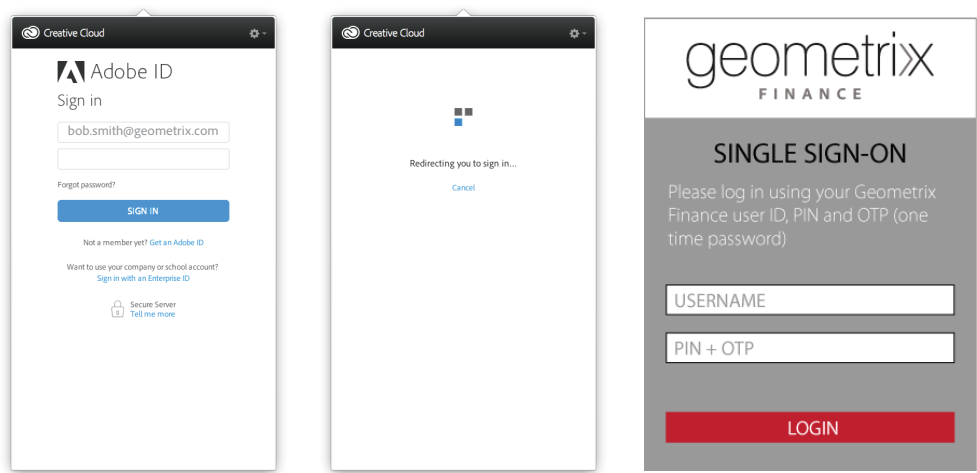 Creative Cloud
Adobe ID
Sign in
bob.smith@geometrix.com
Forgot password?
SIGN IN
Not a member yet? Get an Adobe ID
Want to use your company or school account?
Sign in with an Enterprise ID
Secure Server
Tell me more
Creative Cloud
Redirecting you to sign in...
Cancel
geometrixx
FINANCE
SINGLE SIGN-ON
Please log in using your Geometrix
Finance user ID, PIN and OTP (one
time password)
USERNAME
PIN + OTP
LOGIN